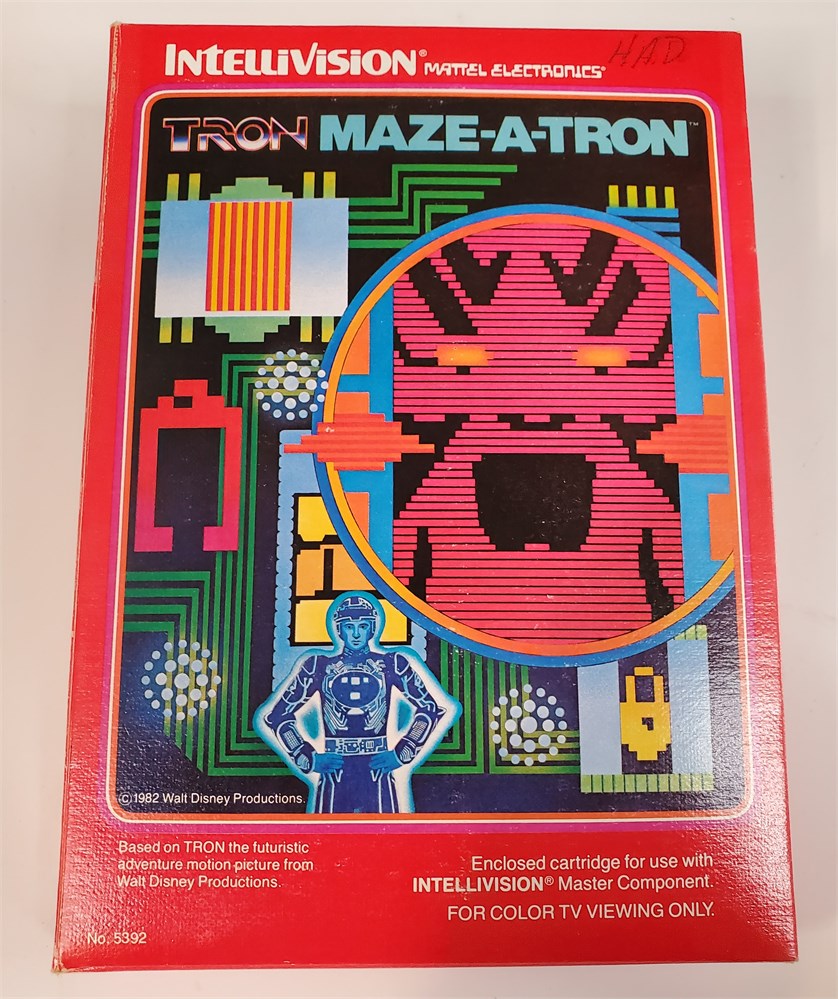 INTELLIVISION® MATTEL ELECTRONICS®
H.A.D.
TRON MAZE-A-TRON™
©1982 Walt Disney Productions.
Based on TRON the futuristic
adventure motion picture from
Walt Disney Productions.
Enclosed cartridge for use with
INTELLIVISION® Master Component.
FOR COLOR TV VIEWING ONLY.
No. 5392